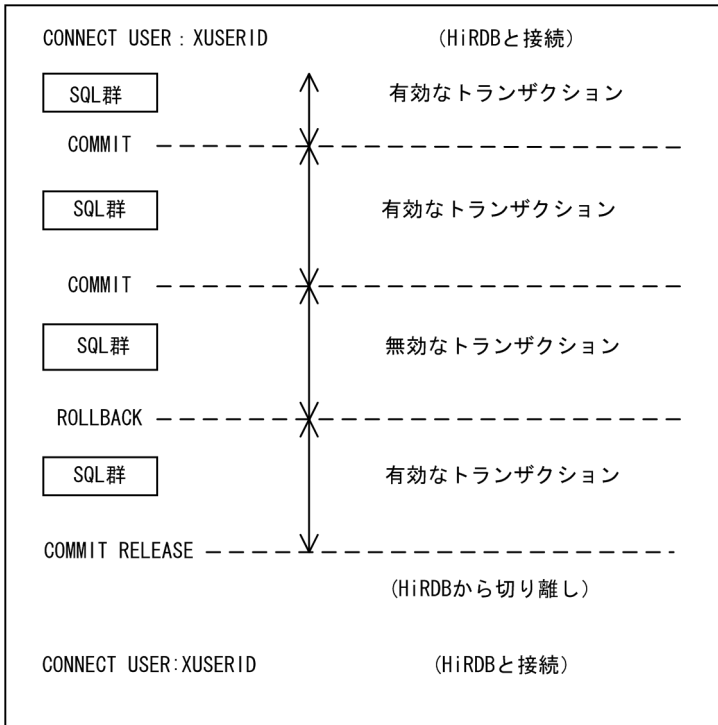 CONNECT USER : XUSERID (HiRDBと接続)
SQL群 有効なトランザクション
COMMIT
SQL群 有効なトランザクション
COMMIT
SQL群 無効なトランザクション
ROLLBACK
SQL群 有効なトランザクション
COMMIT RELEASE
(HiRDBから切り離し)
CONNECT USER:XUSERID (HiRDBと接続)